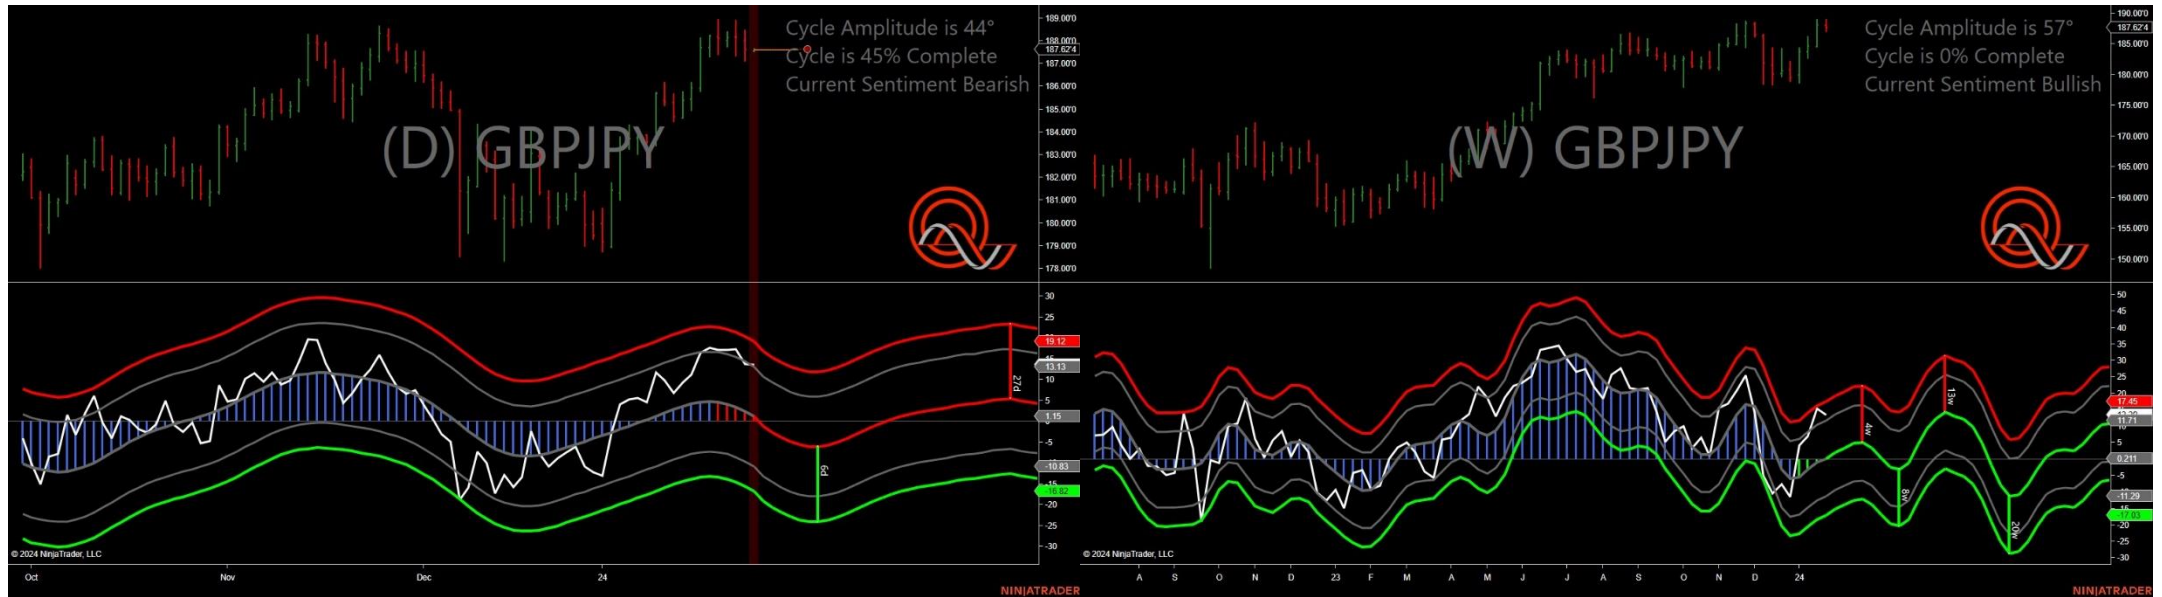 Cycle Amplitude is 44°
Cycle is 45% Complete
Current Sentiment Bearish
(D) GBPJPY
189.00'0
188.00'0
187.62'4
187.00'0
186.00'0
185.00'0
184.00'0
183.00'0
182.00'0
181.00'0
180.00'0
179.00'0
178.00'0
30
25
19.12
15
13.13
10
5
1.15
-5
-10.83
-15
-16.82
-20
-25
-30
27d
6d
© 2024 NinjaTrader, LLC
Oct Nov Dec 24
NINJATRADER
Cycle Amplitude is 57°
Cycle is 0% Complete
Current Sentiment Bullish
(W) GBPJPY
190.00'0
187.62'4
185.00'0
180.00'0
175.00'0
170.00'0
165.00'0
160.00'0
155.00'0
150.00'0
50
45
40
35
30
25
20
17.45
11.71
5
0.211
-5
-11.29
-17.03
-20
-25
-30
4w
8w
13w
20w
© 2024 NinjaTrader, LLC
A S O N D 23 F M A M J J A S O N D 24
NINJATRADER